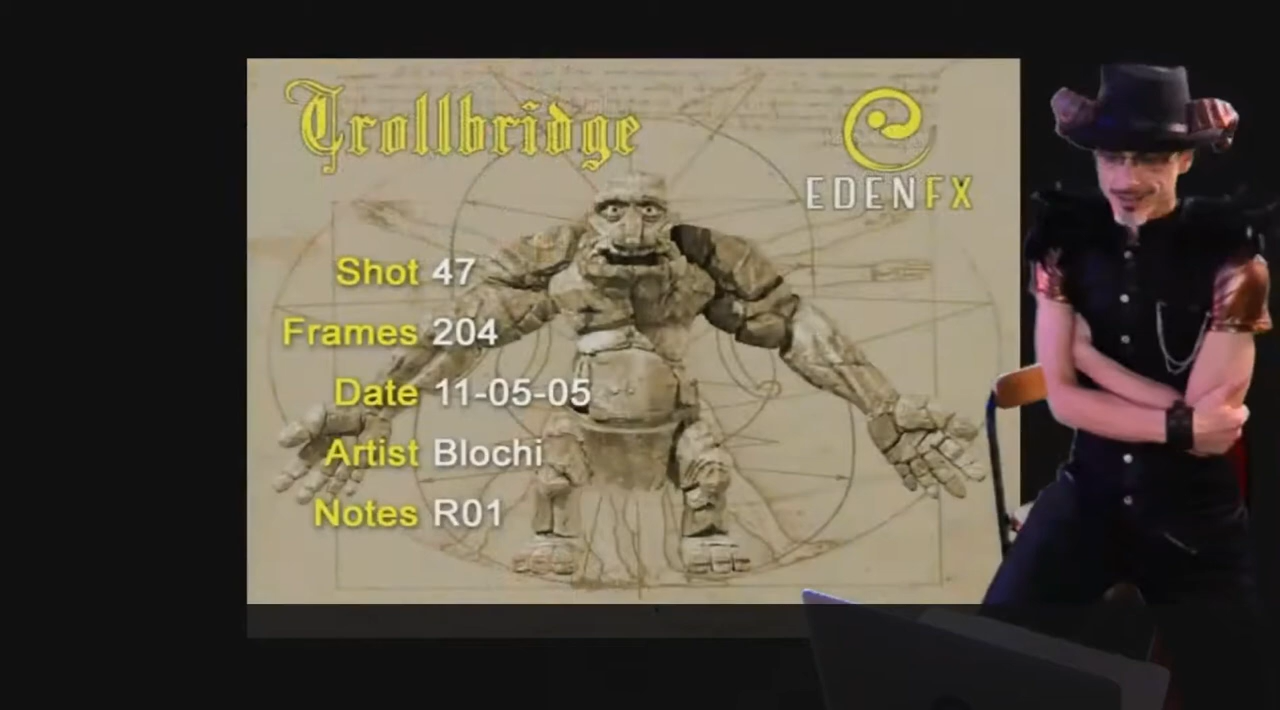 Trollbridge
EDENFX
Shot 47
Frames 204
Date 11-05-05
Artist Blochi
Notes R01